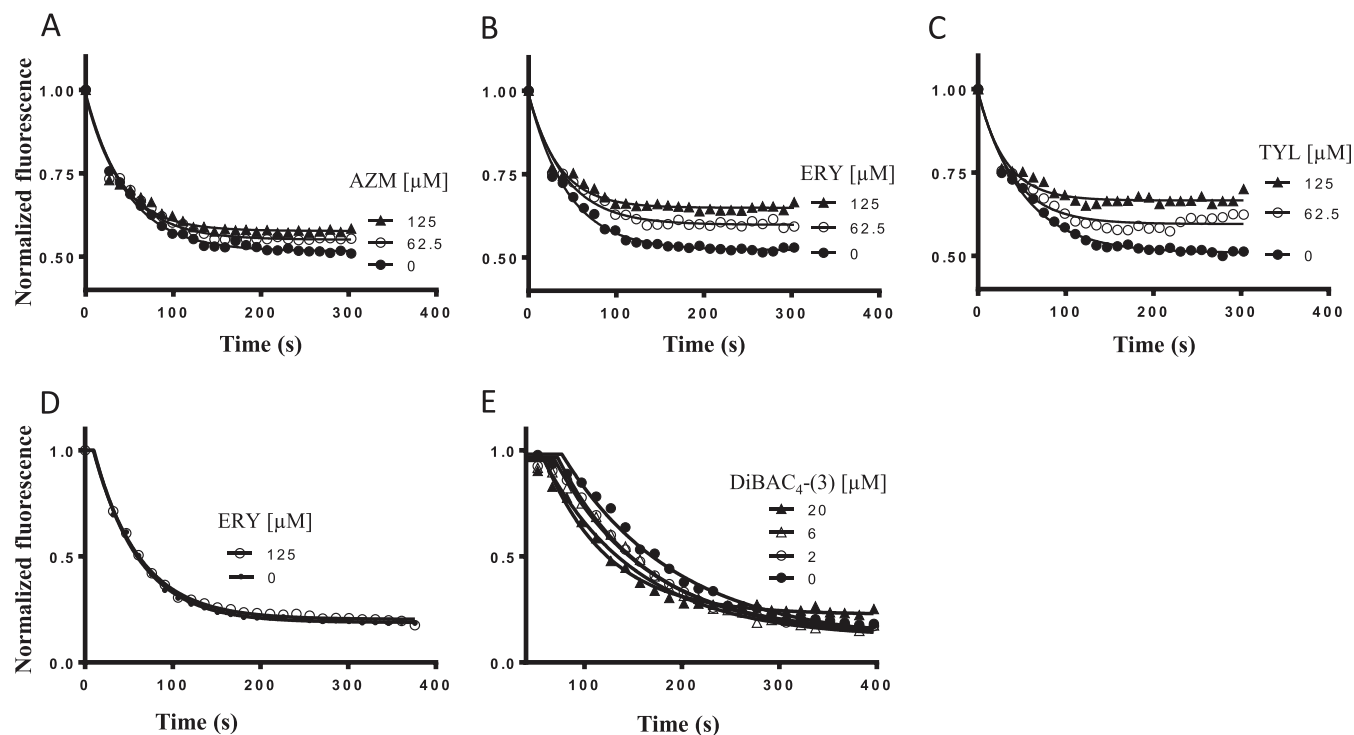 A
Normalized fluorescence
1.00
0.75
0.50
0 100 200 300 400
Time (s)
AZM [µM]
125
62.5
0
B
1.00
0.75
0.50
0 100 200 300 400
Time (s)
ERY [µM]
125
62.5
0
C
1.00
0.75
0.50
0 100 200 300 400
Time (s)
TYL [µM]
125
62.5
0
D
Normalized fluorescence
1.0
0.5
0.0
0 100 200 300 400
Time (s)
ERY [µM]
125
0
E
1.0
0.5
0.0
100 200 300 400
Time (s)
DiBAC₄-(3) [µM]
20
6
2
0